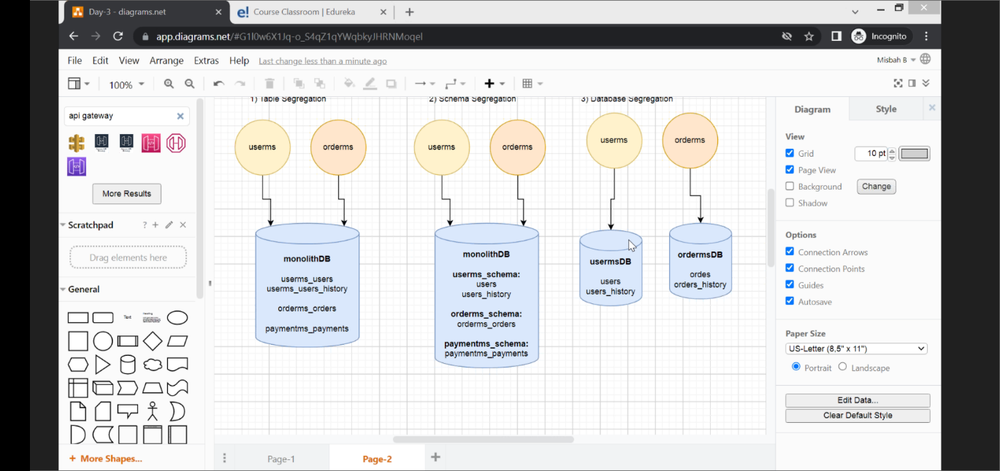 Day-3 - diagrams.net
Course Classroom | Edureka
app.diagrams.net/#G1l0w6X1Jq-o_S4qZ1qYWqbkyJHRNMoqel
Incognito
File Edit View Arrange Extras Help Last change less than a minute ago
Misbah B
100%
api gateway
More Results
Scratchpad
Drag elements here
General
Text
Heading
+ More Shapes...
1) Table Segregation
2) Schema Segregation
3) Database Segregation
userms
orderms
userms
orderms
userms
orderms
monolithDB
userms_users
userms_users_history
orderms_orders
paymentms_payments
monolithDB
userms_schema:
users
users_history
orderms_schema:
orderms_orders
paymentms_schema:
paymentms_payments
usermsDB
users
users_history
ordermsDB
ordes
orders_history
Page-1
Page-2
Diagram
Style
View
Grid
10 pt
Page View
Background
Change
Shadow
Options
Connection Arrows
Connection Points
Guides
Autosave
Paper Size
US-Letter (8,5" x 11")
Portrait
Landscape
Edit Data...
Clear Default Style